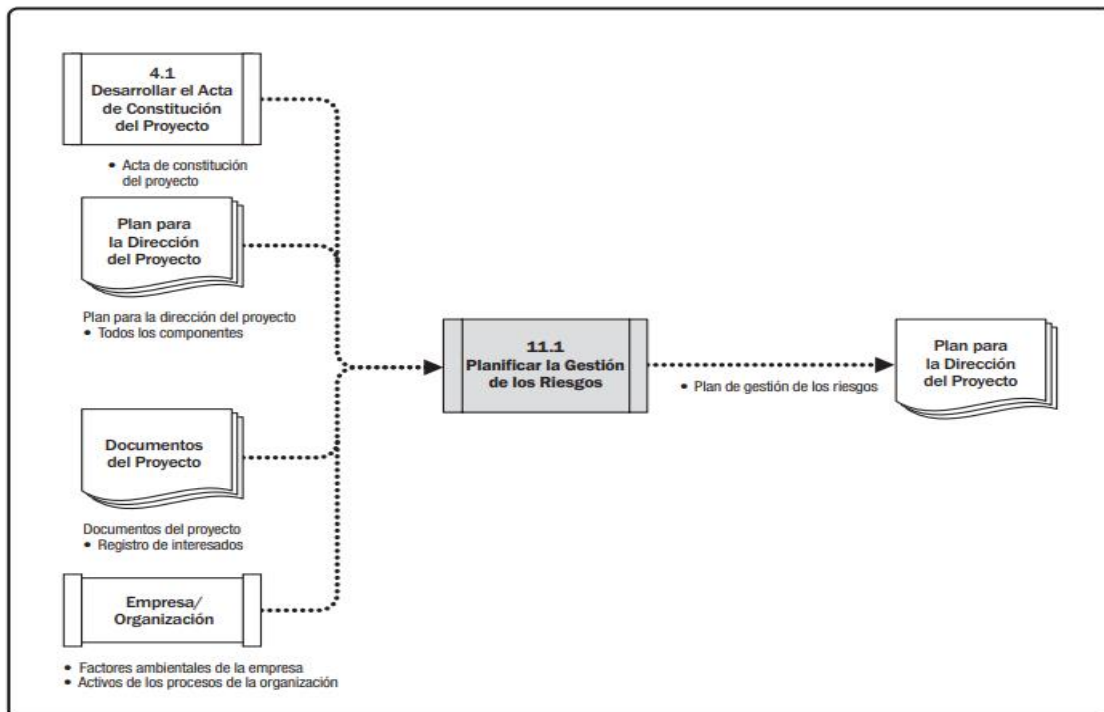 4.1
Desarrollar el Acta
de Constitución
del Proyecto
• Acta de constitución
del proyecto
Plan para
la Dirección
del Proyecto
Plan para la dirección del proyecto
• Todos los componentes
Documentos
del Proyecto
Documentos del proyecto
• Registro de interesados
Empresa/
Organización
• Factores ambientales de la empresa
• Activos de los procesos de la organización
11.1
Planificar la Gestión
de los Riesgos
• Plan de gestión de los riesgos
Plan para
la Dirección
del Proyecto